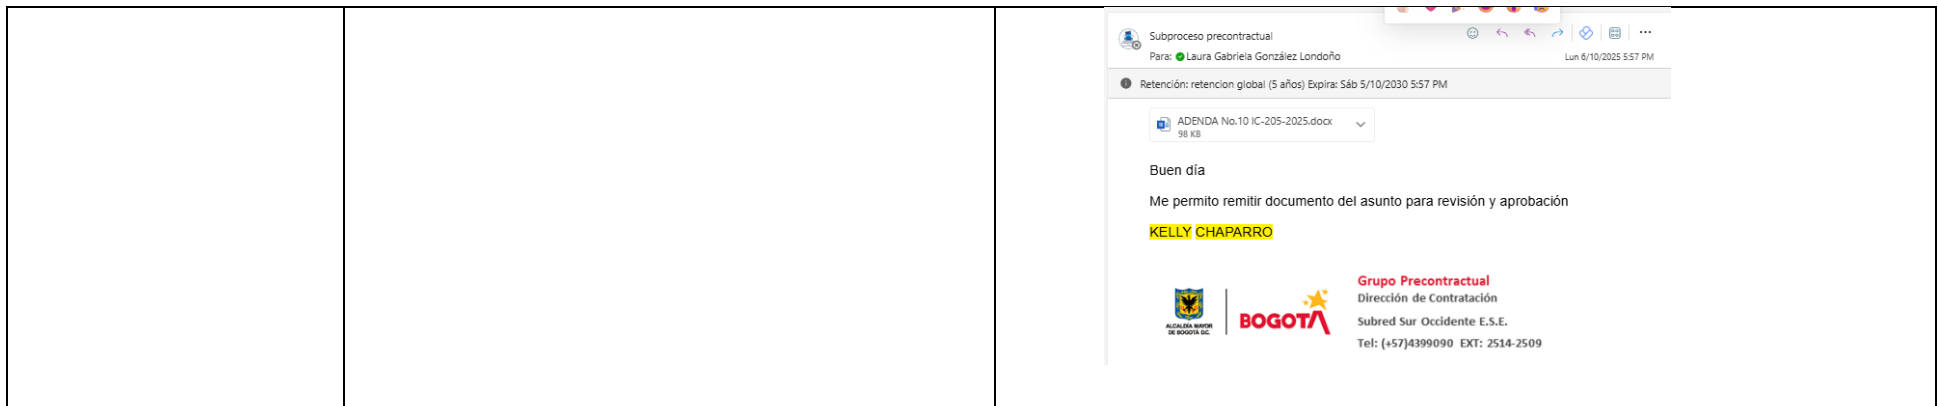 Subproceso precontractual
Para: Laura Gabriela González Londoño
Lun 6/10/2025 5:57 PM
Retención: retencion global (5 años) Expira: Sáb 5/10/2030 5:57 PM
ADENDA No.10 IC-205-2025.docx
98 KB
Buen día
Me permito remitir documento del asunto para revisión y aprobación
KELLY CHAPARRO
ALCALDÍA MAYOR
DE BOGOTÁ D.C.
BOGOTÁ
Grupo Precontractual
Dirección de Contratación
Subred Sur Occidente E.S.E.
Tel: (+57)4399090 EXT: 2514-2509